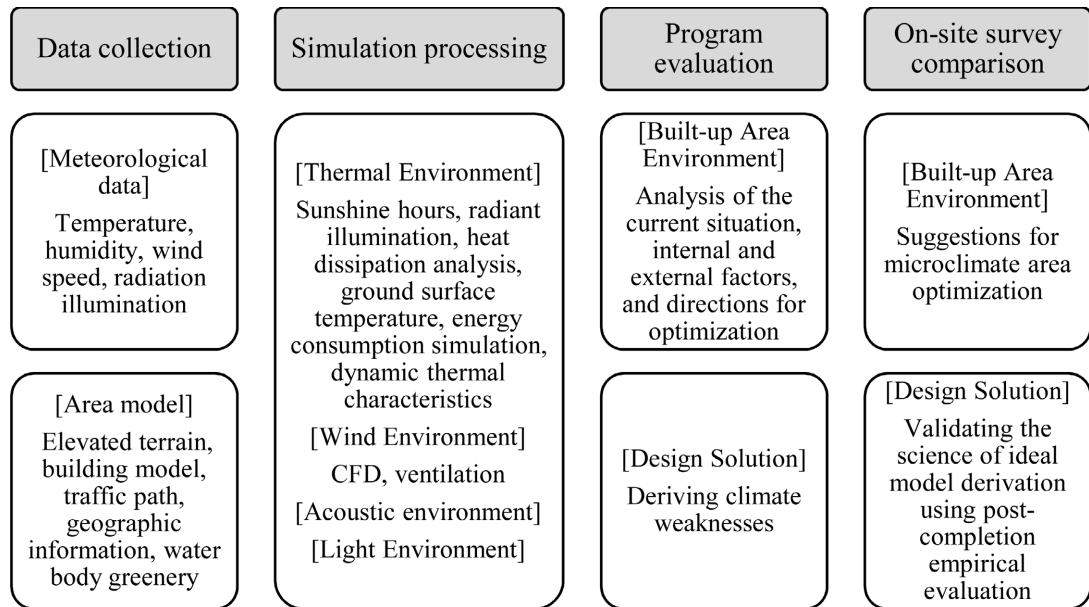 Data collection
Simulation processing
Program
evaluation
On-site survey
comparison
[Meteorological
data]
Temperature,
humidity, wind
speed, radiation
illumination
[Area model]
Elevated terrain,
building model,
traffic path,
geographic
information, water
body greenery
[Thermal Environment]
Sunshine hours, radiant
illumination, heat
dissipation analysis,
ground surface
temperature, energy
consumption simulation,
dynamic thermal
characteristics
[Wind Environment]
CFD, ventilation
[Acoustic environment]
[Light Environment]
[Built-up Area
Environment]
Analysis of the
current situation,
internal and
external factors,
and directions for
optimization
[Design Solution]
Deriving climate
weaknesses
[Built-up Area
Environment]
Suggestions for
microclimate area
optimization
[Design Solution]
Validating the
science of ideal
model derivation
using post-
completion
empirical
evaluation